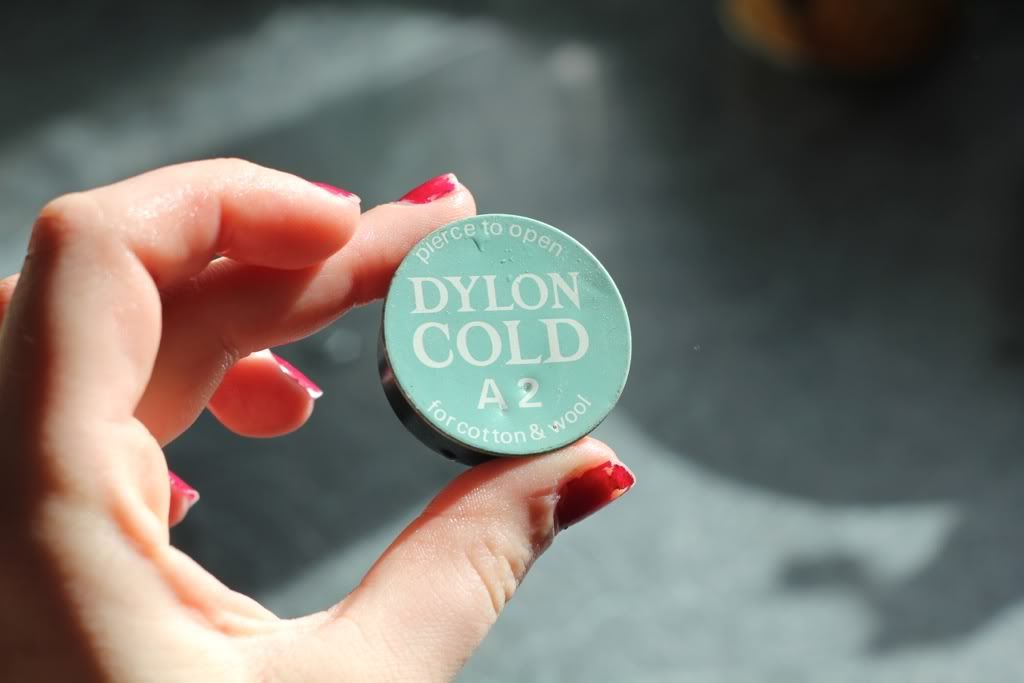 pierce to open
DYLON
COLD
A 2
for cotton & wool